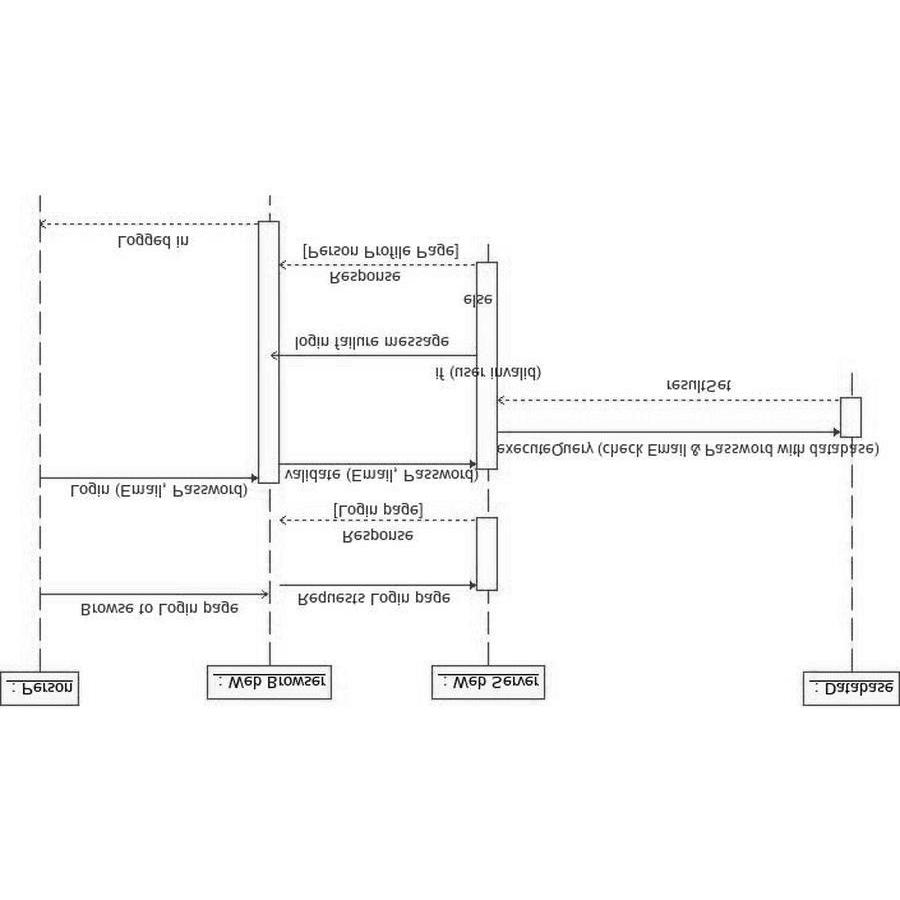 : Person
: Web Browser
: Web Server
: Database
Browse to Login page
Requests Login page
Response
[Login page]
Login (Email, Password)
validate (Email, Password)
executeQuery (check Email & Password with database)
resultSet
if (user invalid)
login failure message
else
Response
[Person Profile Page]
Logged in